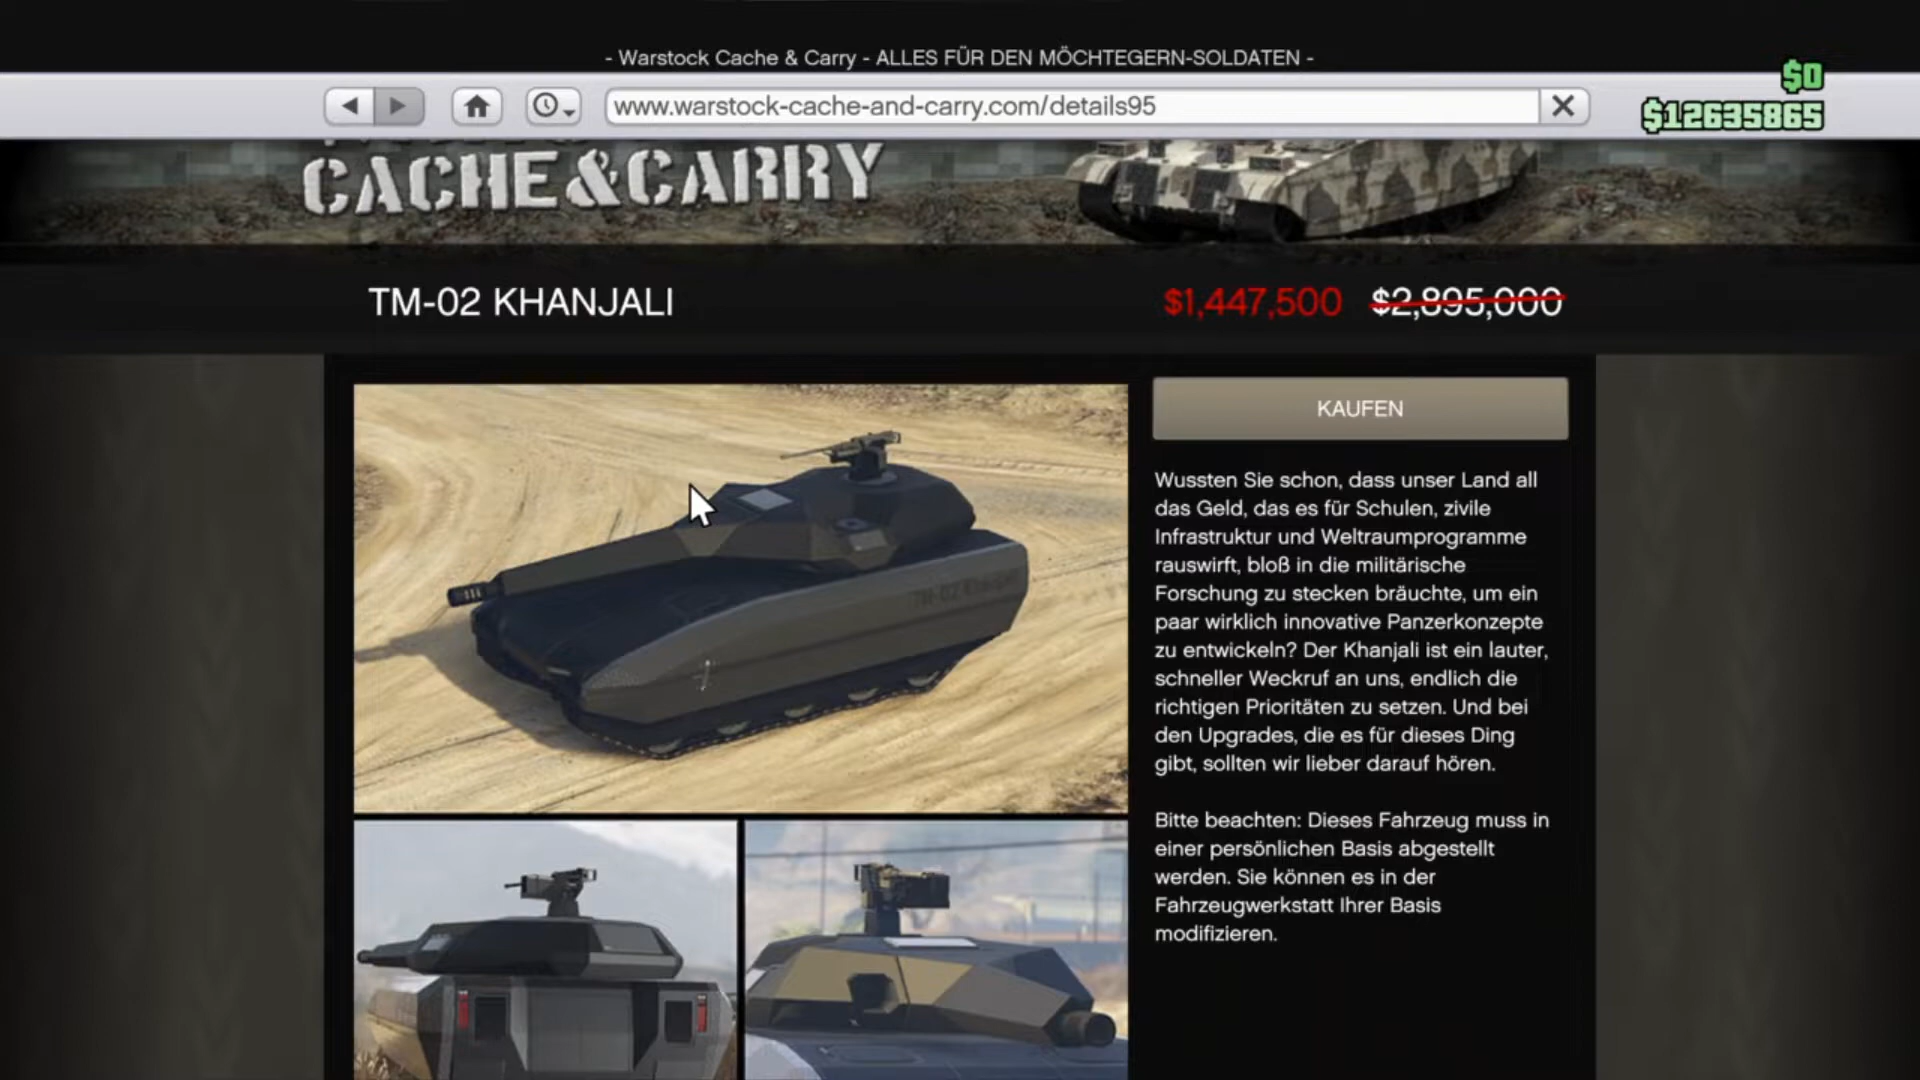 - Warstock Cache & Carry - ALLES FÜR DEN MÖCHTEGERN-SOLDATEN -
$0
www.warstock-cache-and-carry.com/details95
$12635865
CACHE&CARRY
TM-02 KHANJALI
$1,447,500 $2,895,000
KAUFEN
Wussten Sie schon, dass unser Land all
das Geld, das es für Schulen, zivile
Infrastruktur und Weltraumprogramme
rauswirft, bloß in die militärische
Forschung zu stecken bräuchte, um ein
paar wirklich innovative Panzerkonzepte
zu entwickeln? Der Khanjali ist ein lauter,
schneller Weckruf an uns, endlich die
richtigen Prioritäten zu setzen. Und bei
den Upgrades, die es für dieses Ding
gibt, sollten wir lieber darauf hören.
Bitte beachten: Dieses Fahrzeug muss in
einer persönlichen Basis abgestellt
werden. Sie können es in der
Fahrzeugwerkstatt Ihrer Basis
modifizieren.